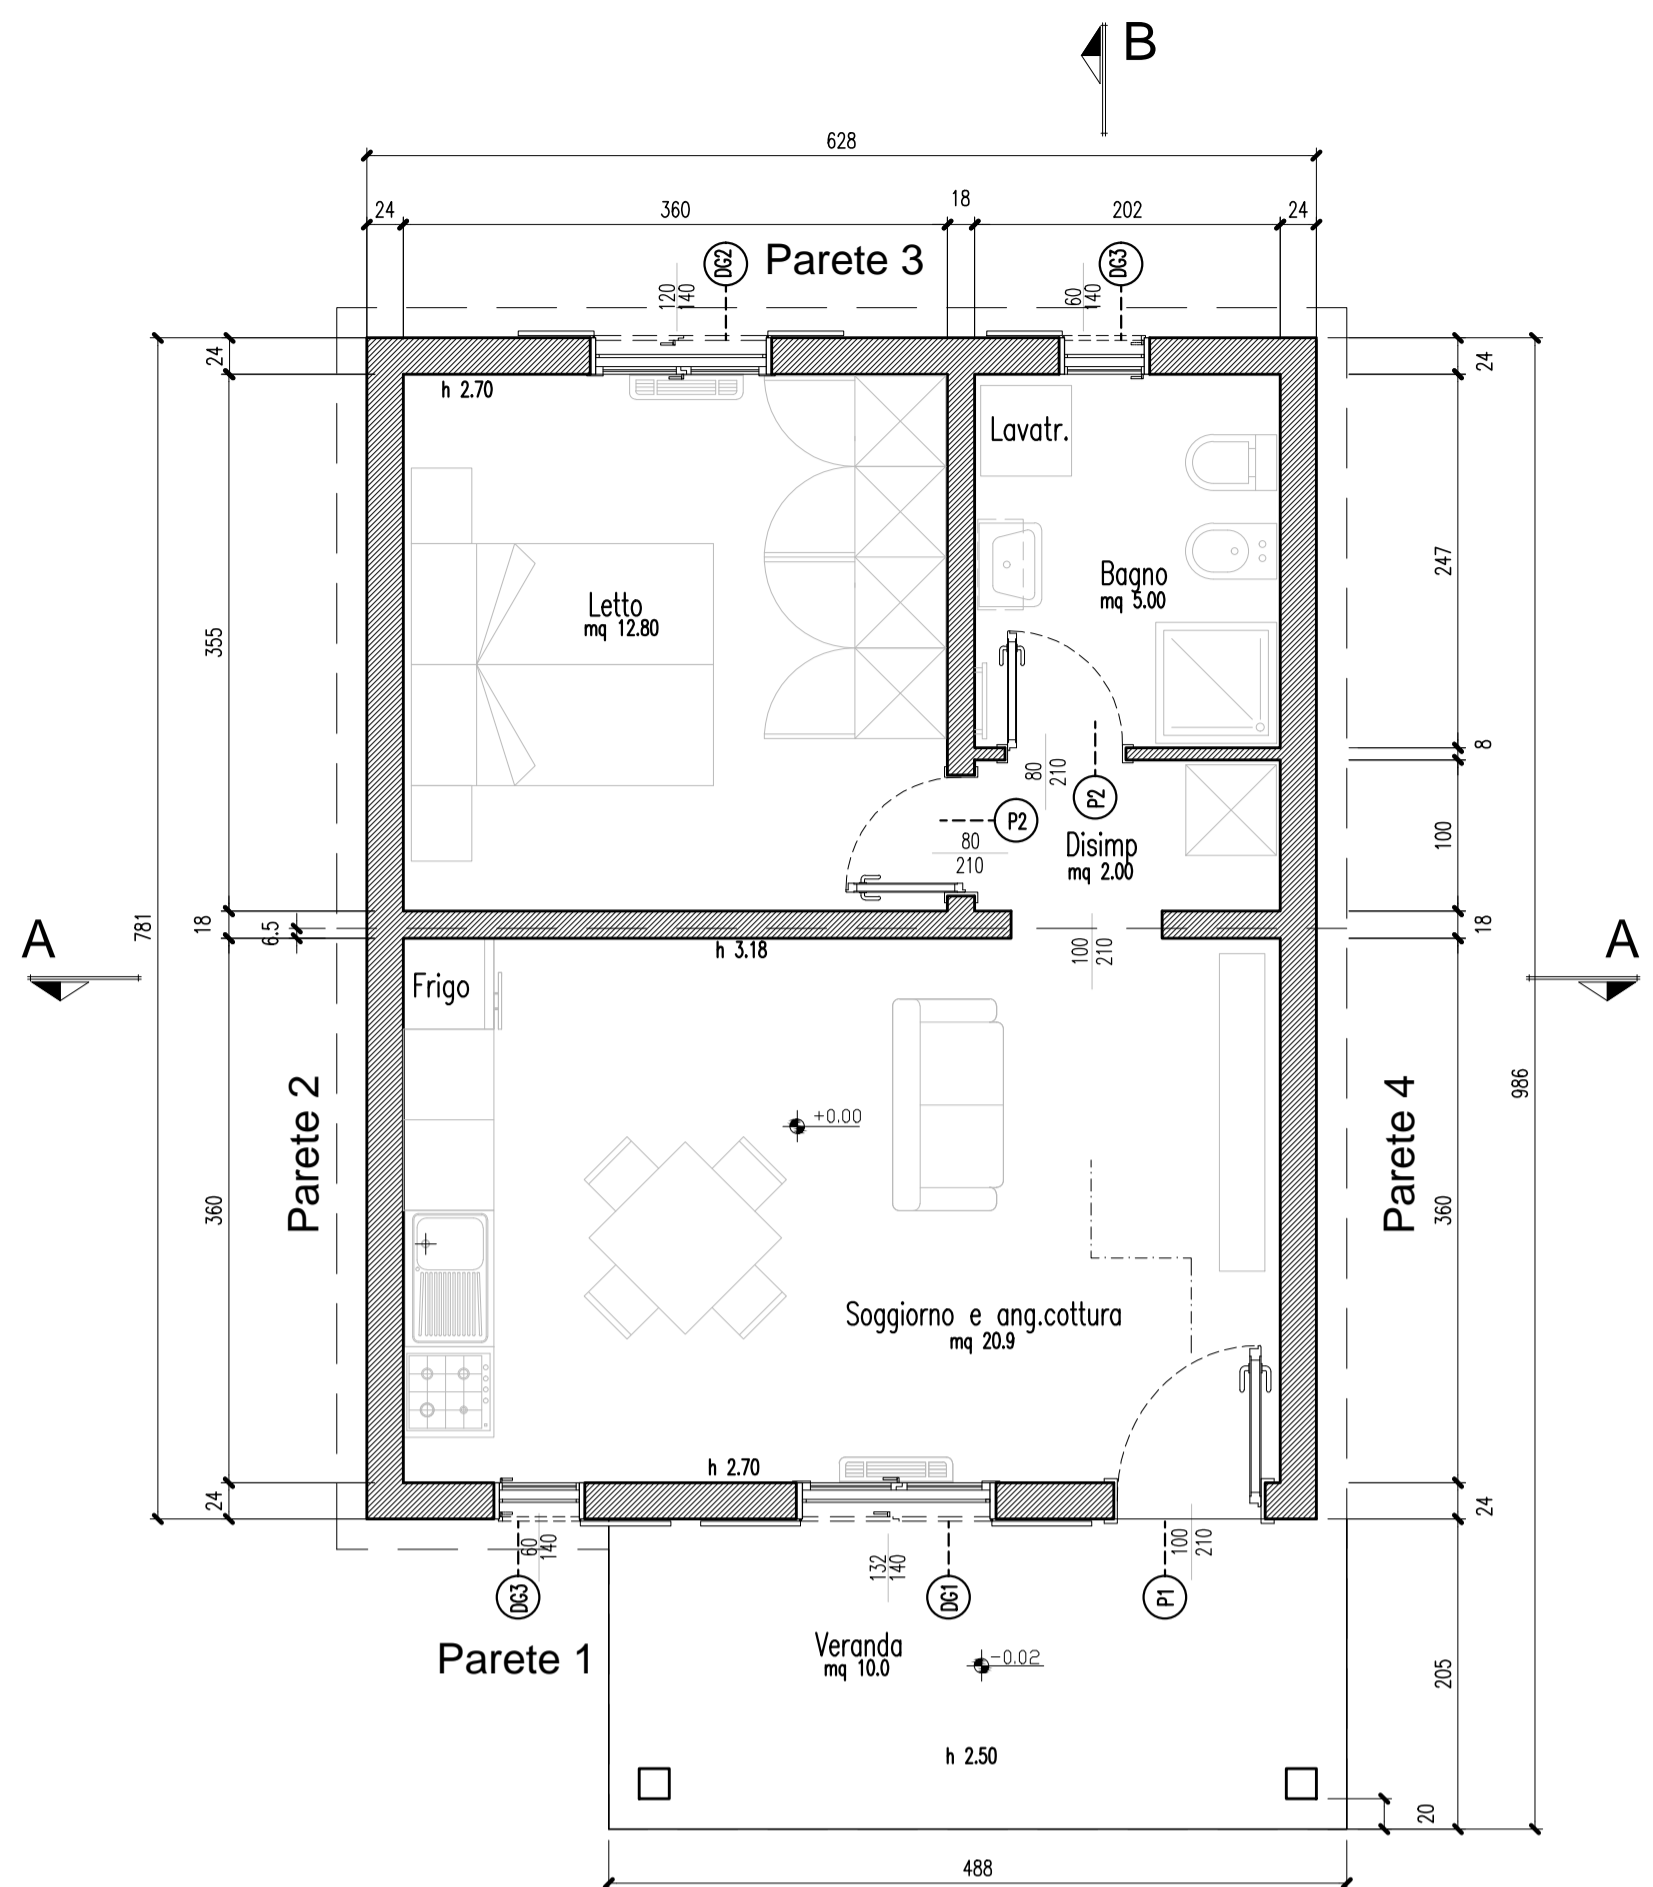 B
628
24
360
18
202
24
DG2
Parete 3
DG3
120
140
60
140
24
h 2.70
24
Lavatr.
247
Bagno
mq 5.00
Letto
mq 12.80
355
8
80
210
P2
P2
80
210
Disimp
mq 2.00
100
A
781
18
6.5
h 3.18
100
210
18
A
Frigo
Parete 2
+0.00
Parete 4
986
360
360
Soggiorno e ang.cottura
mq 20.9
h 2.70
24
24
60
140
132
140
100
210
DG3
DG1
P1
Parete 1
Veranda
mq 10.0
-0.02
205
h 2.50
20
488